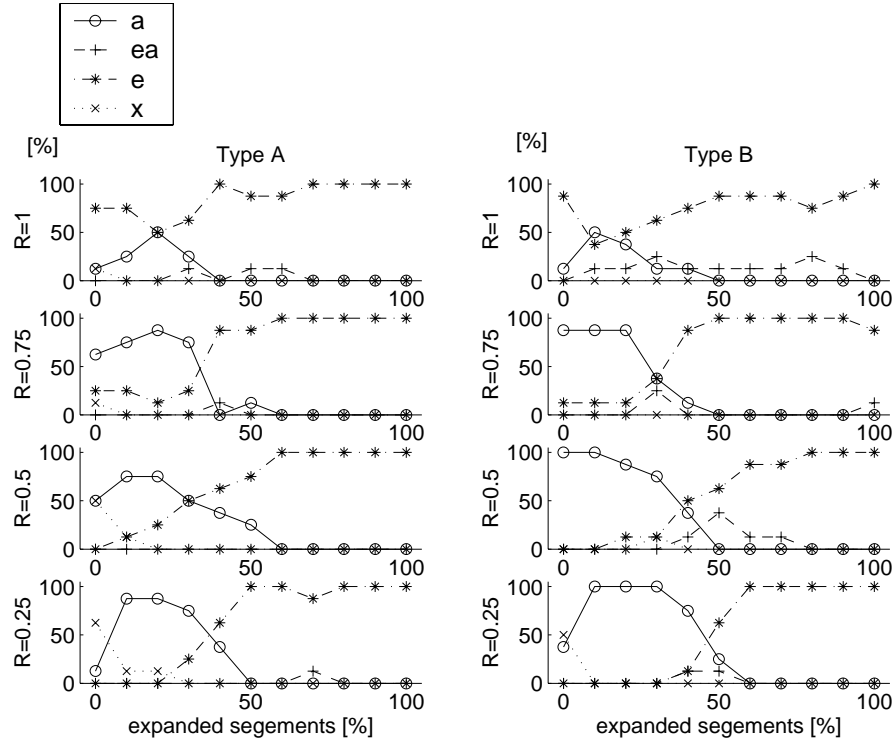 a
ea
e
x
[%] [%]
Type A Type B
100 100
R=1 50 R=1 50
0 0
0 50 100 0 50 100
100 100
R=0.75 50 R=0.75 50
0 0
0 50 100 0 50 100
100 100
R=0.5 50 R=0.5 50
0 0
0 50 100 0 50 100
100 100
R=0.25 50 R=0.25 50
0 0
0 50 100 0 50 100
expanded segements [%] expanded segements [%]